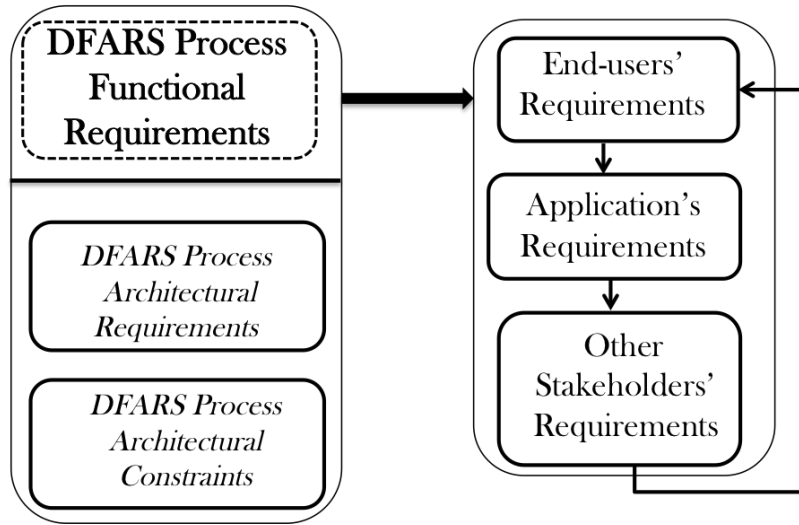 DFARS Process
Functional
Requirements
DFARS Process
Architectural
Requirements
DFARS Process
Architectural
Constraints
End-users’
Requirements
Application’s
Requirements
Other
Stakeholders’
Requirements